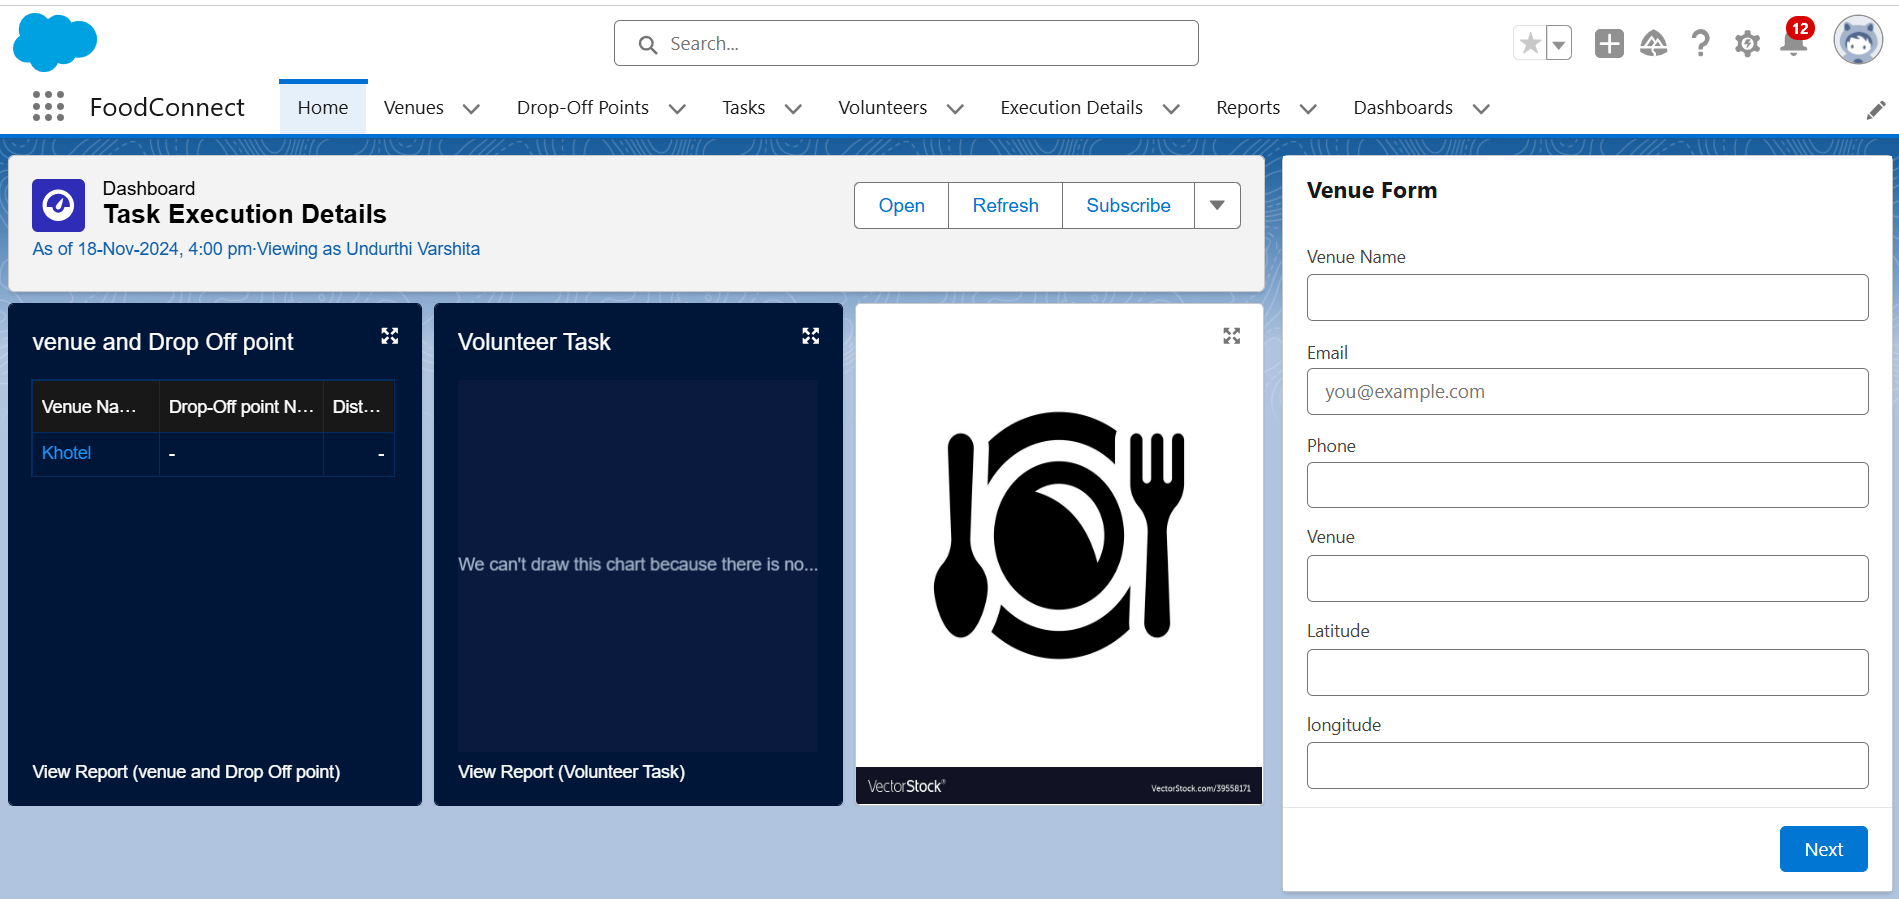 Search...
12
FoodConnect
Home
Venues
Drop-Off Points
Tasks
Volunteers
Execution Details
Reports
Dashboards
Dashboard
Task Execution Details
As of 18-Nov-2024, 4:00 pm·Viewing as Undurthi Varshita
Open
Refresh
Subscribe
venue and Drop Off point
Venue Na... Drop-Off point N... Dist...
Khotel - -
View Report (venue and Drop Off point)
Volunteer Task
We can't draw this chart because there is no...
View Report (Volunteer Task)
VectorStock®
VectorStock.com/39558171
Venue Form
Venue Name
Email
you@example.com
Phone
Venue
Latitude
longitude
Next